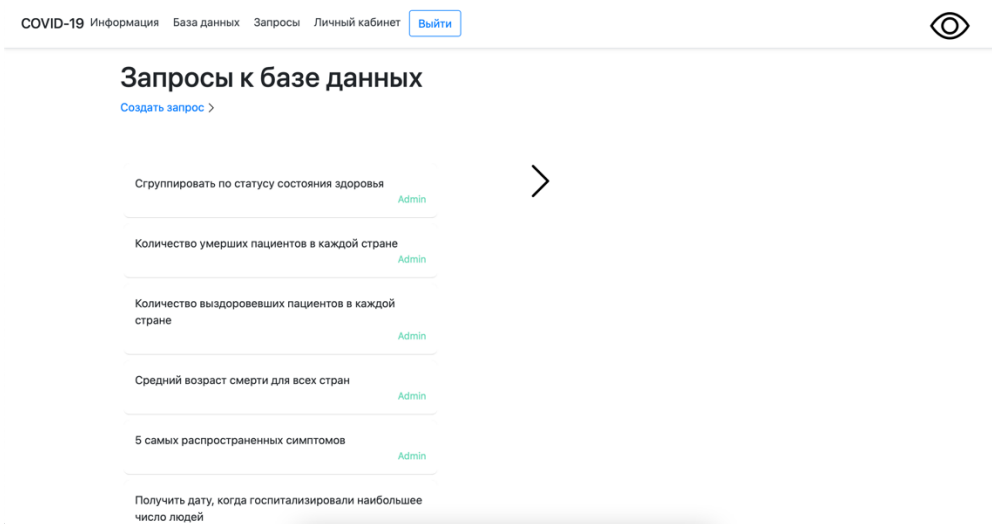 COVID-19 Информация База данных Запросы Личный кабинет Выйти
Запросы к базе данных
Создать запрос >
Сгруппировать по статусу состояния здоровья
Admin
Количество умерших пациентов в каждой стране
Admin
Количество выздоровевших пациентов в каждой
стране
Admin
Средний возраст смерти для всех стран
Admin
5 самых распространенных симптомов
Admin
Получить дату, когда госпитализировали наибольшее
число людей